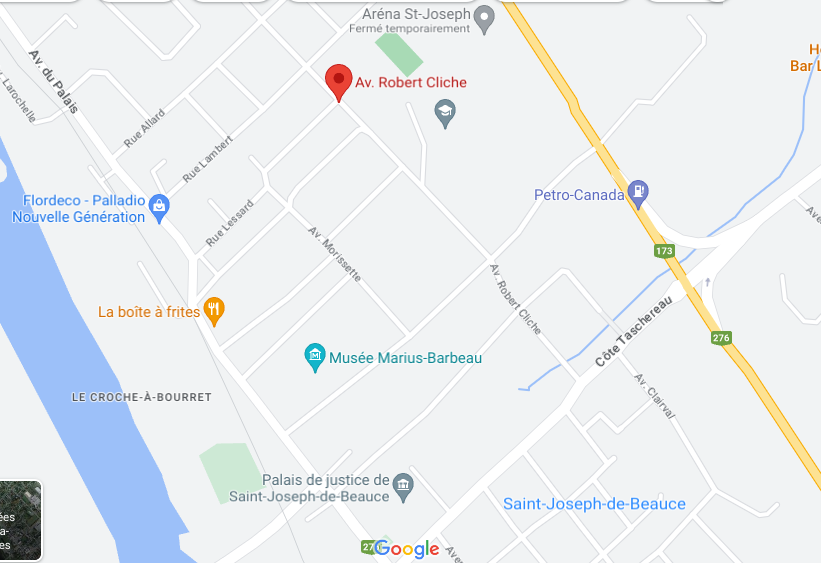 Aréna St-Joseph
Fermé temporairement
Av. du Palais
Av. Robert Cliche
Larochelle
Rue Allard
Rue Lambert
Flordeco - Palladio
Nouvelle Génération
Petro-Canada
Rue Lessard
Av. Morissette
173
Av. Robert Cliche
La boîte à frites
Côte Taschereau
276
Musée Marius-Barbeau
Av. Clairval
LE CROCHE-À-BOURRET
Palais de justice de
Saint-Joseph-de-Beauce
Saint-Joseph-de-Beauce
Google